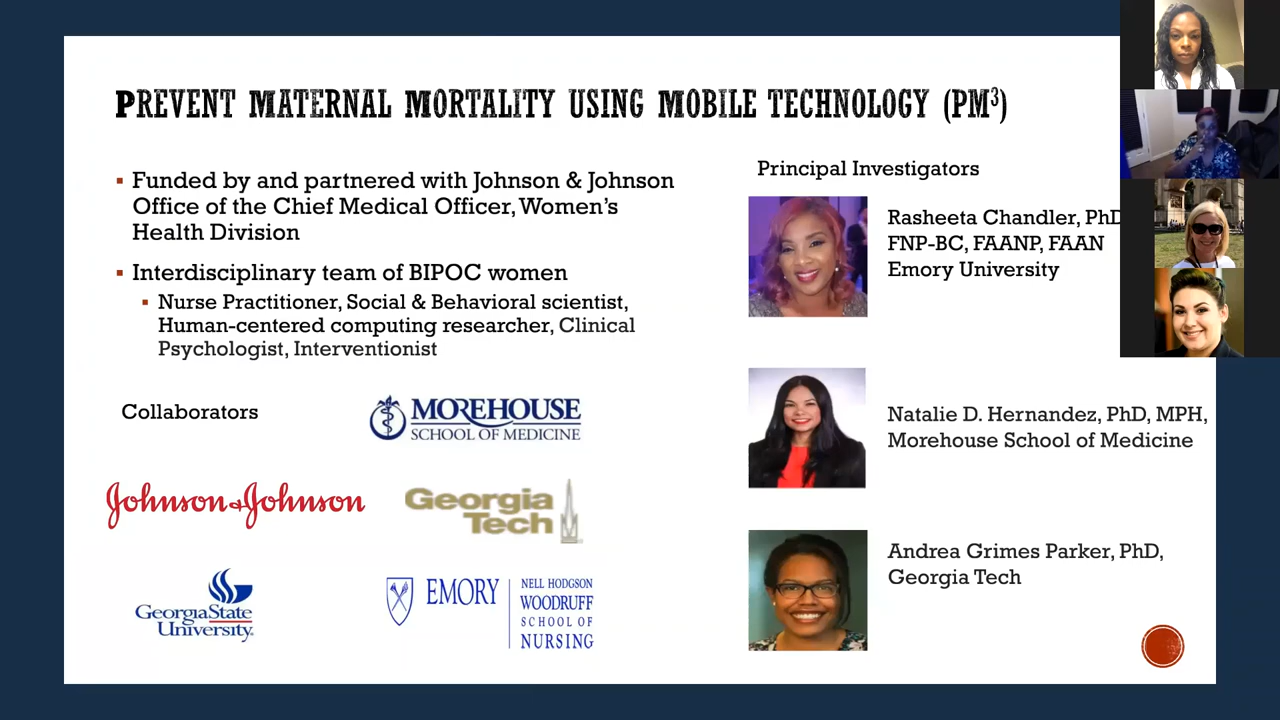 PREVENT MATERNAL MORTALITY USING MOBILE TECHNOLOGY (PM³)
Funded by and partnered with Johnson & Johnson
Office of the Chief Medical Officer, Women's
Health Division
Interdisciplinary team of BIPOC women
Nurse Practitioner, Social & Behavioral scientist,
Human-centered computing researcher, Clinical
Psychologist, Interventionist
Collaborators
MOREHOUSE
SCHOOL OF MEDICINE
Johnson & Johnson
Georgia
Tech
GeorgiaState
University
EMORY
NELL HODGSON
WOODRUFF
SCHOOL OF
NURSING
Principal Investigators
Rasheeta Chandler, PhD
FNP-BC, FAANP, FAAN
Emory University
Natalie D. Hernandez, PhD, MPH,
Morehouse School of Medicine
Andrea Grimes Parker, PhD,
Georgia Tech